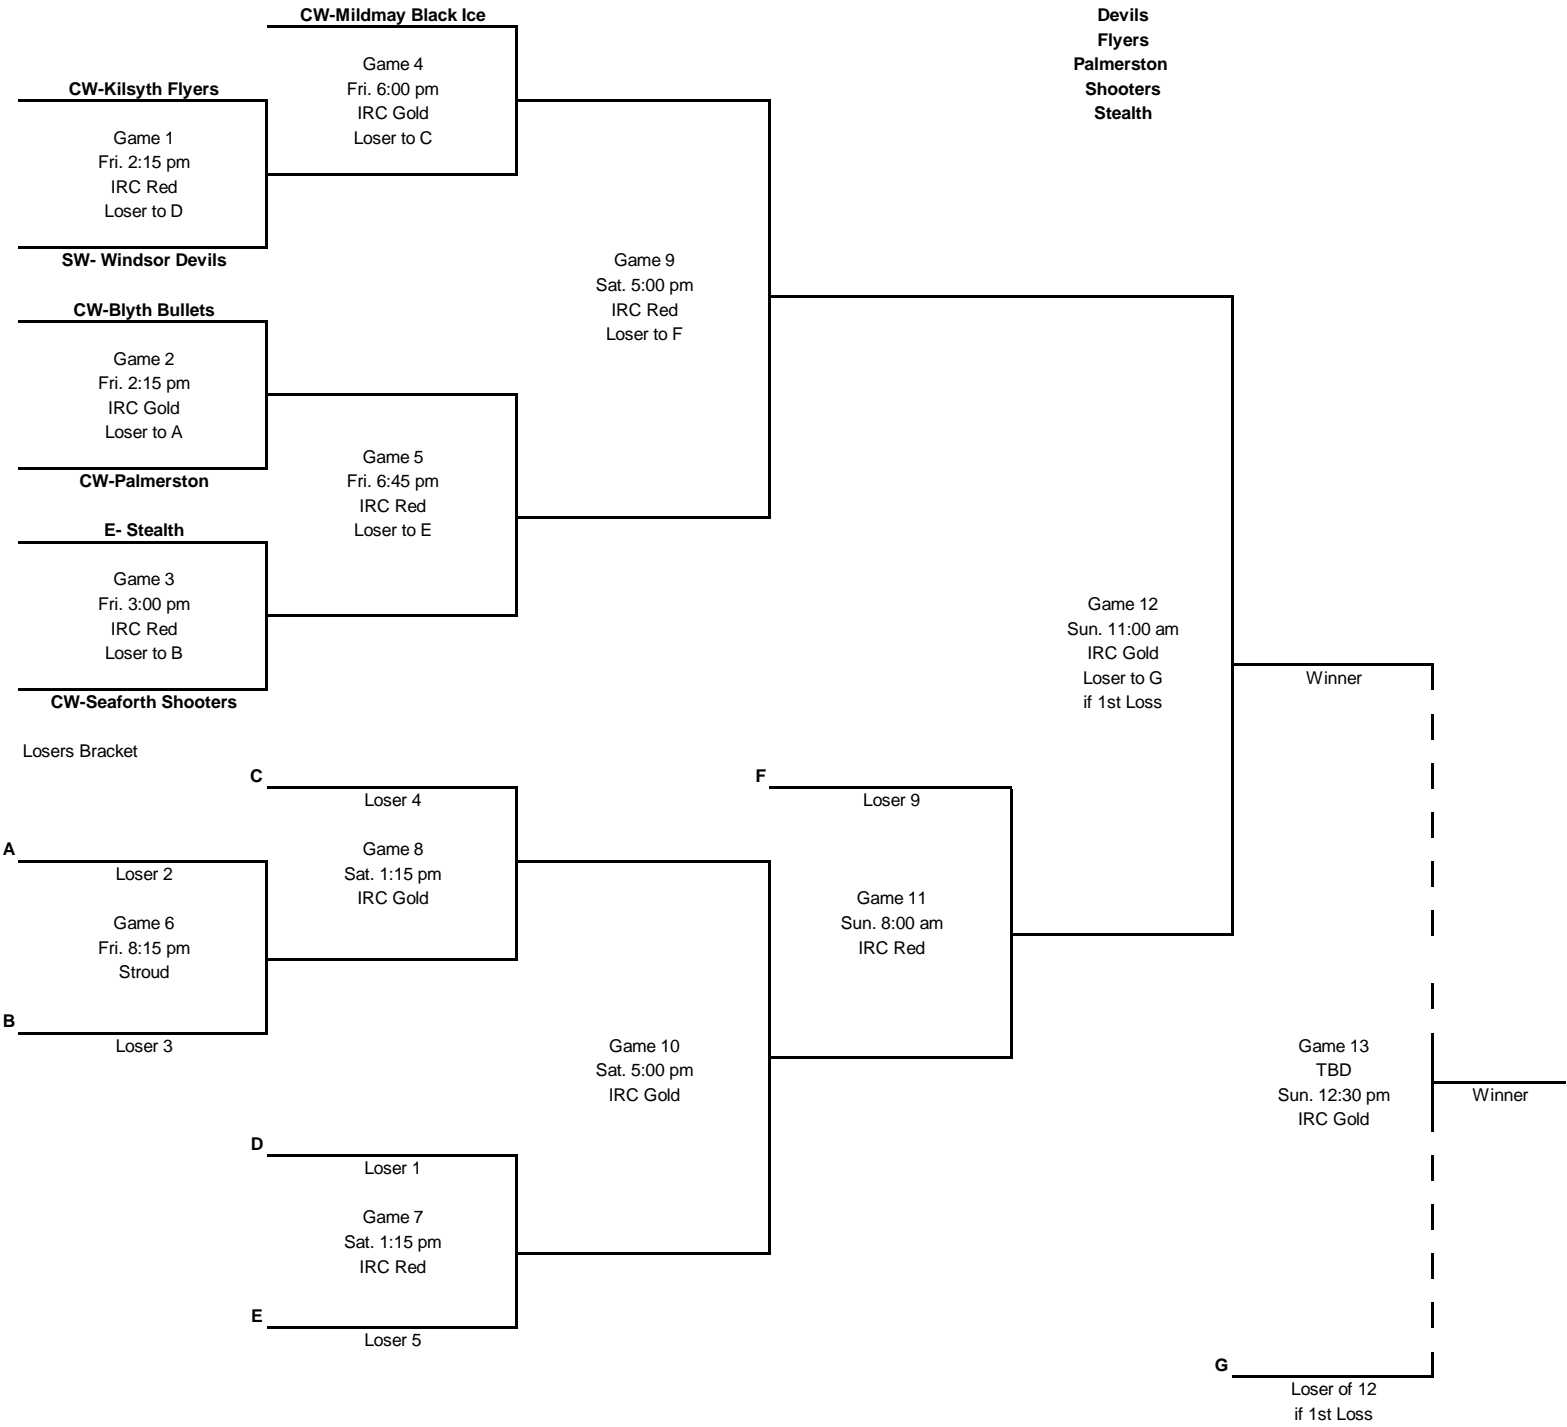 CW-Mildmay Black Ice
Game 4
Fri. 6:00 pm
IRC Gold
Loser to C
Devils
Flyers
Palmerston
Shooters
Stealth
CW-Kilsyth Flyers
Game 1
Fri. 2:15 pm
IRC Red
Loser to D
SW- Windsor Devils
CW-Blyth Bullets
Game 2
Fri. 2:15 pm
IRC Gold
Loser to A
CW-Palmerston
Game 5
Fri. 6:45 pm
IRC Red
Loser to E
E- Stealth
Game 3
Fri. 3:00 pm
IRC Red
Loser to B
CW-Seaforth Shooters
Game 9
Sat. 5:00 pm
IRC Red
Loser to F
Game 12
Sun. 11:00 am
IRC Gold
Loser to G
if 1st Loss
Winner
Losers Bracket
C
Loser 4
Game 8
Sat. 1:15 pm
IRC Gold
A
Loser 2
Game 6
Fri. 8:15 pm
Stroud
B
Loser 3
F
Loser 9
Game 11
Sun. 8:00 am
IRC Red
Game 10
Sat. 5:00 pm
IRC Gold
Game 13
TBD
Sun. 12:30 pm
IRC Gold
Winner
D
Loser 1
Game 7
Sat. 1:15 pm
IRC Red
E
Loser 5
G
Loser of 12
if 1st Loss